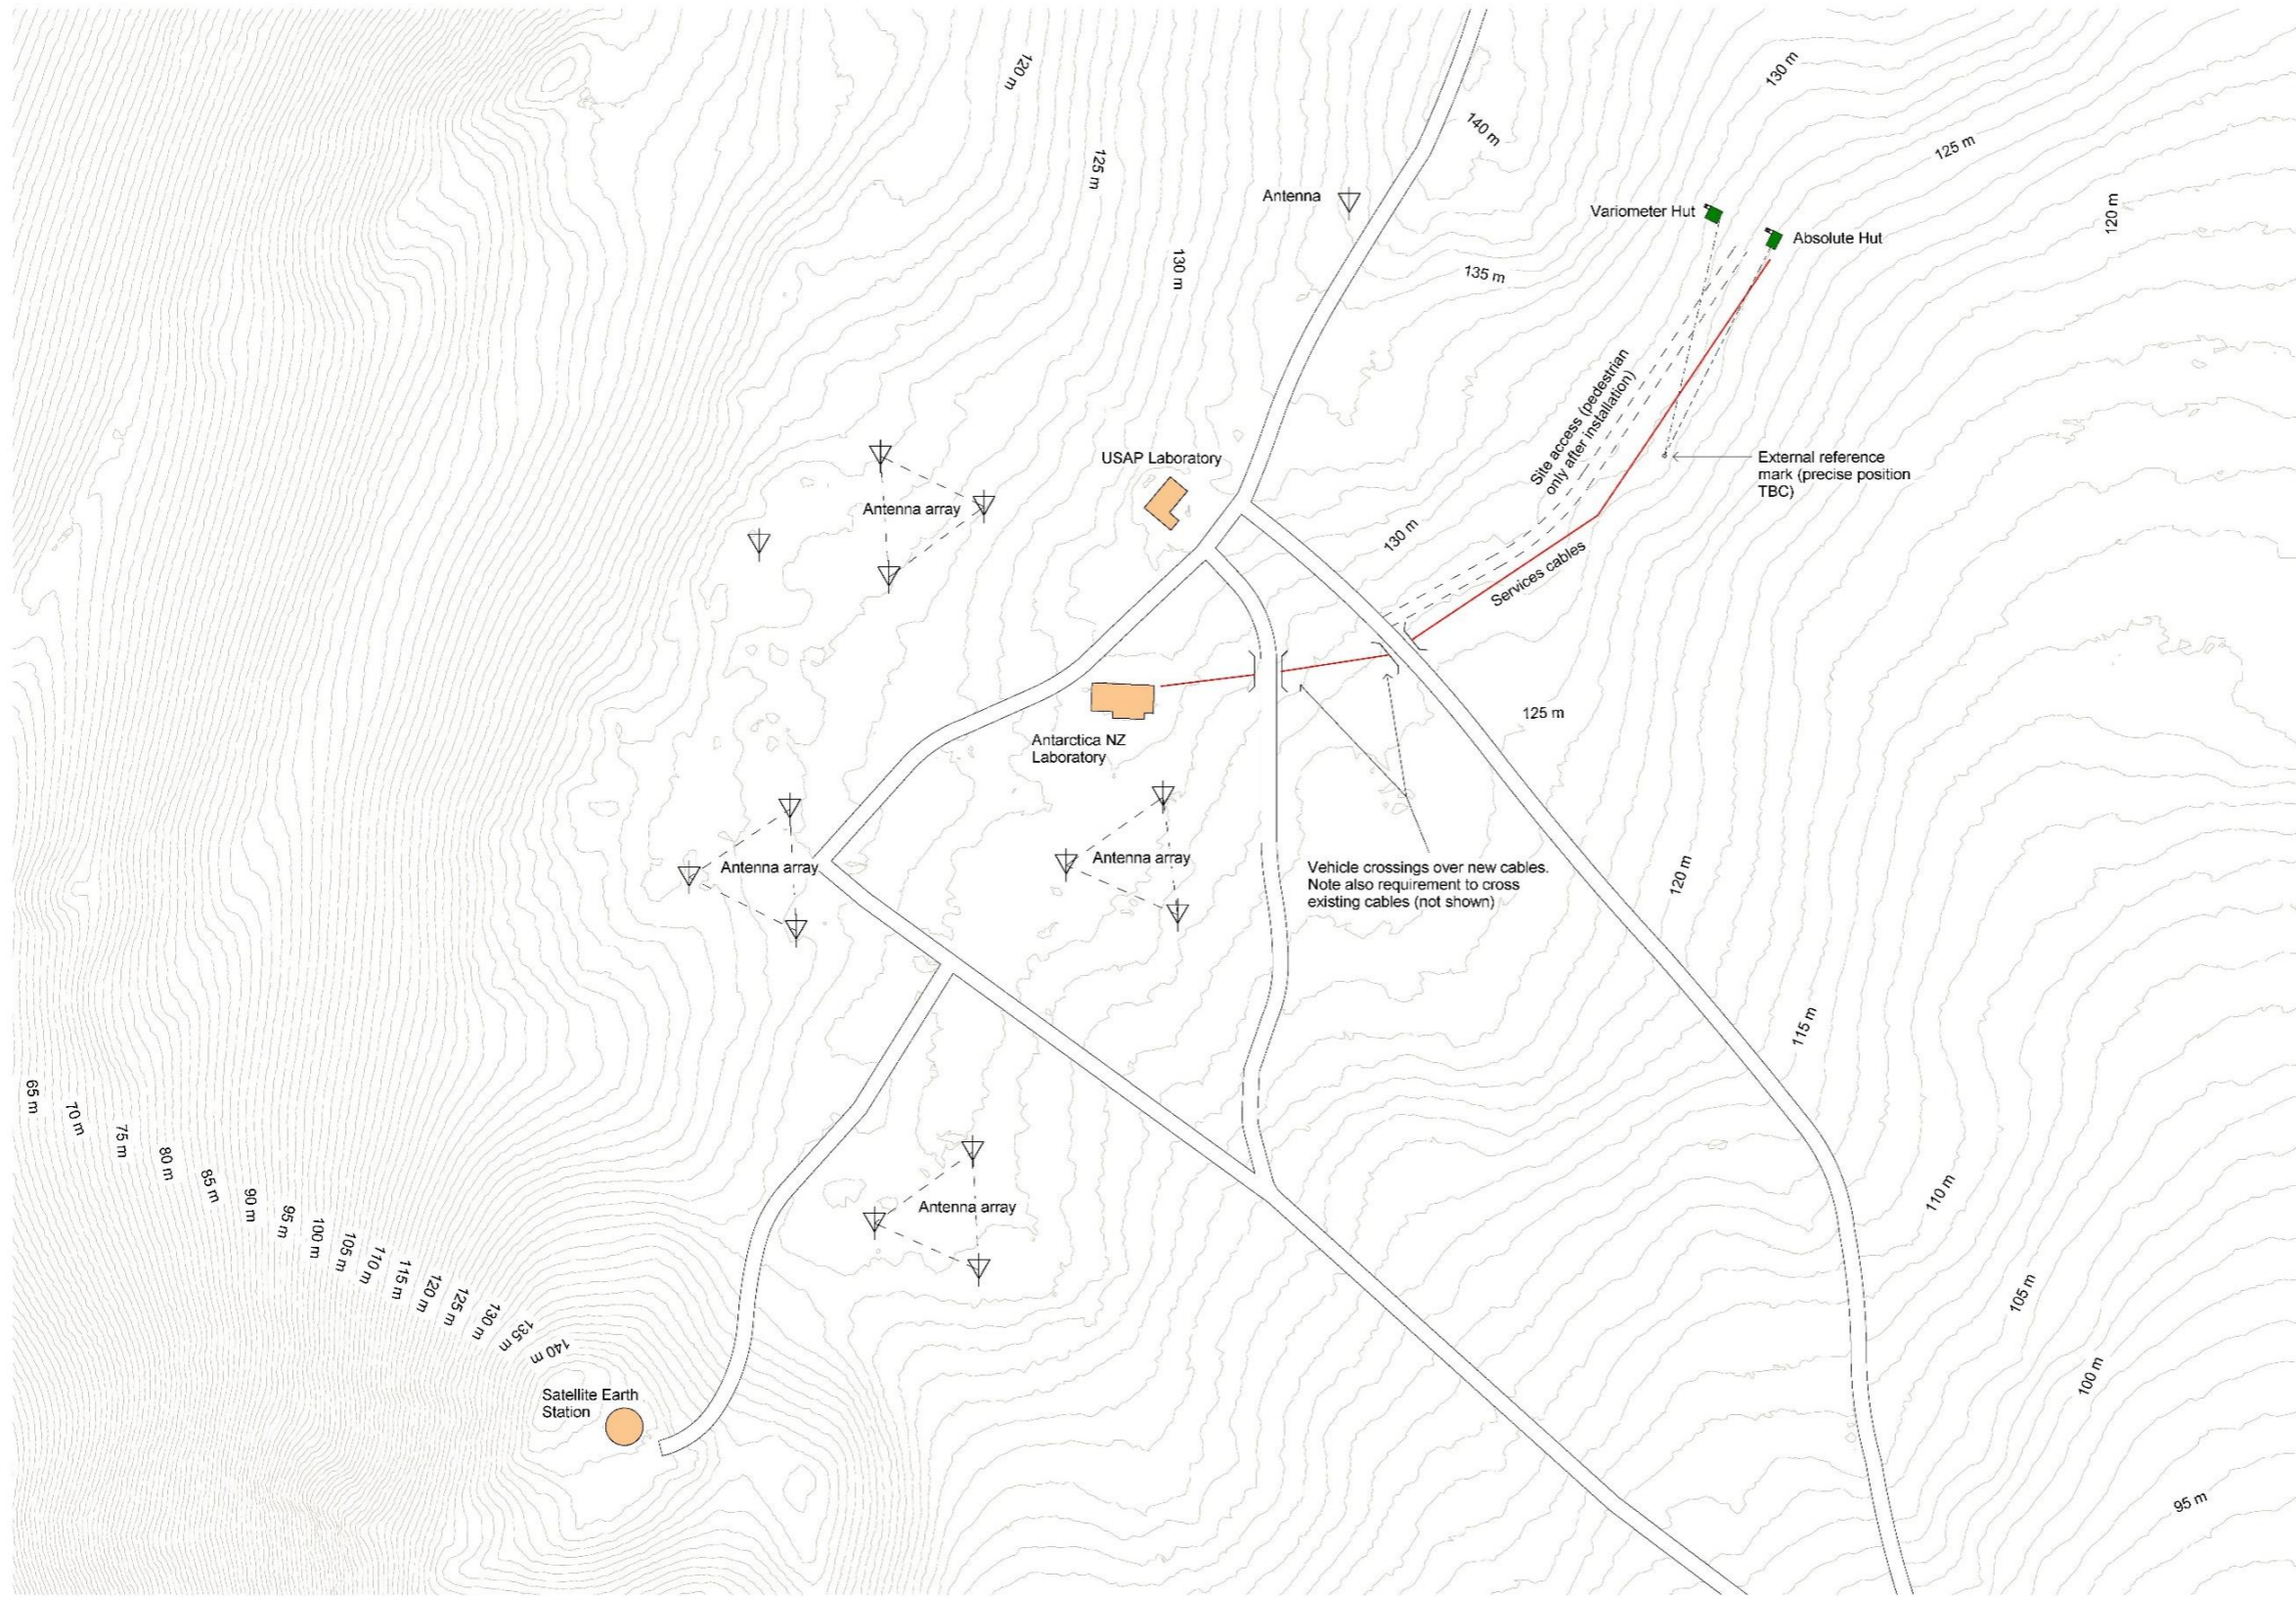 120 m
130 m
140 m
125 m
125 m
Antenna
Variometer Hut
120 m
Absolute Hut
130 m
135 m
Site access (pedestrian
only after installation)
USAP Laboratory
External reference
mark (precise position
TBC)
Antenna array
130 m
Services cables
125 m
Antarctica NZ
Laboratory
Antenna array
Antenna array
Vehicle crossings over new cables.
Note also requirement to cross
existing cables (not shown)
120 m
115 m
65 m
70 m
75 m
80 m
85 m
90 m
95 m
100 m
105 m
110 m
115 m
120 m
125 m
130 m
135 m
140 m
Antenna array
110 m
105 m
100 m
Satellite Earth
Station
95 m